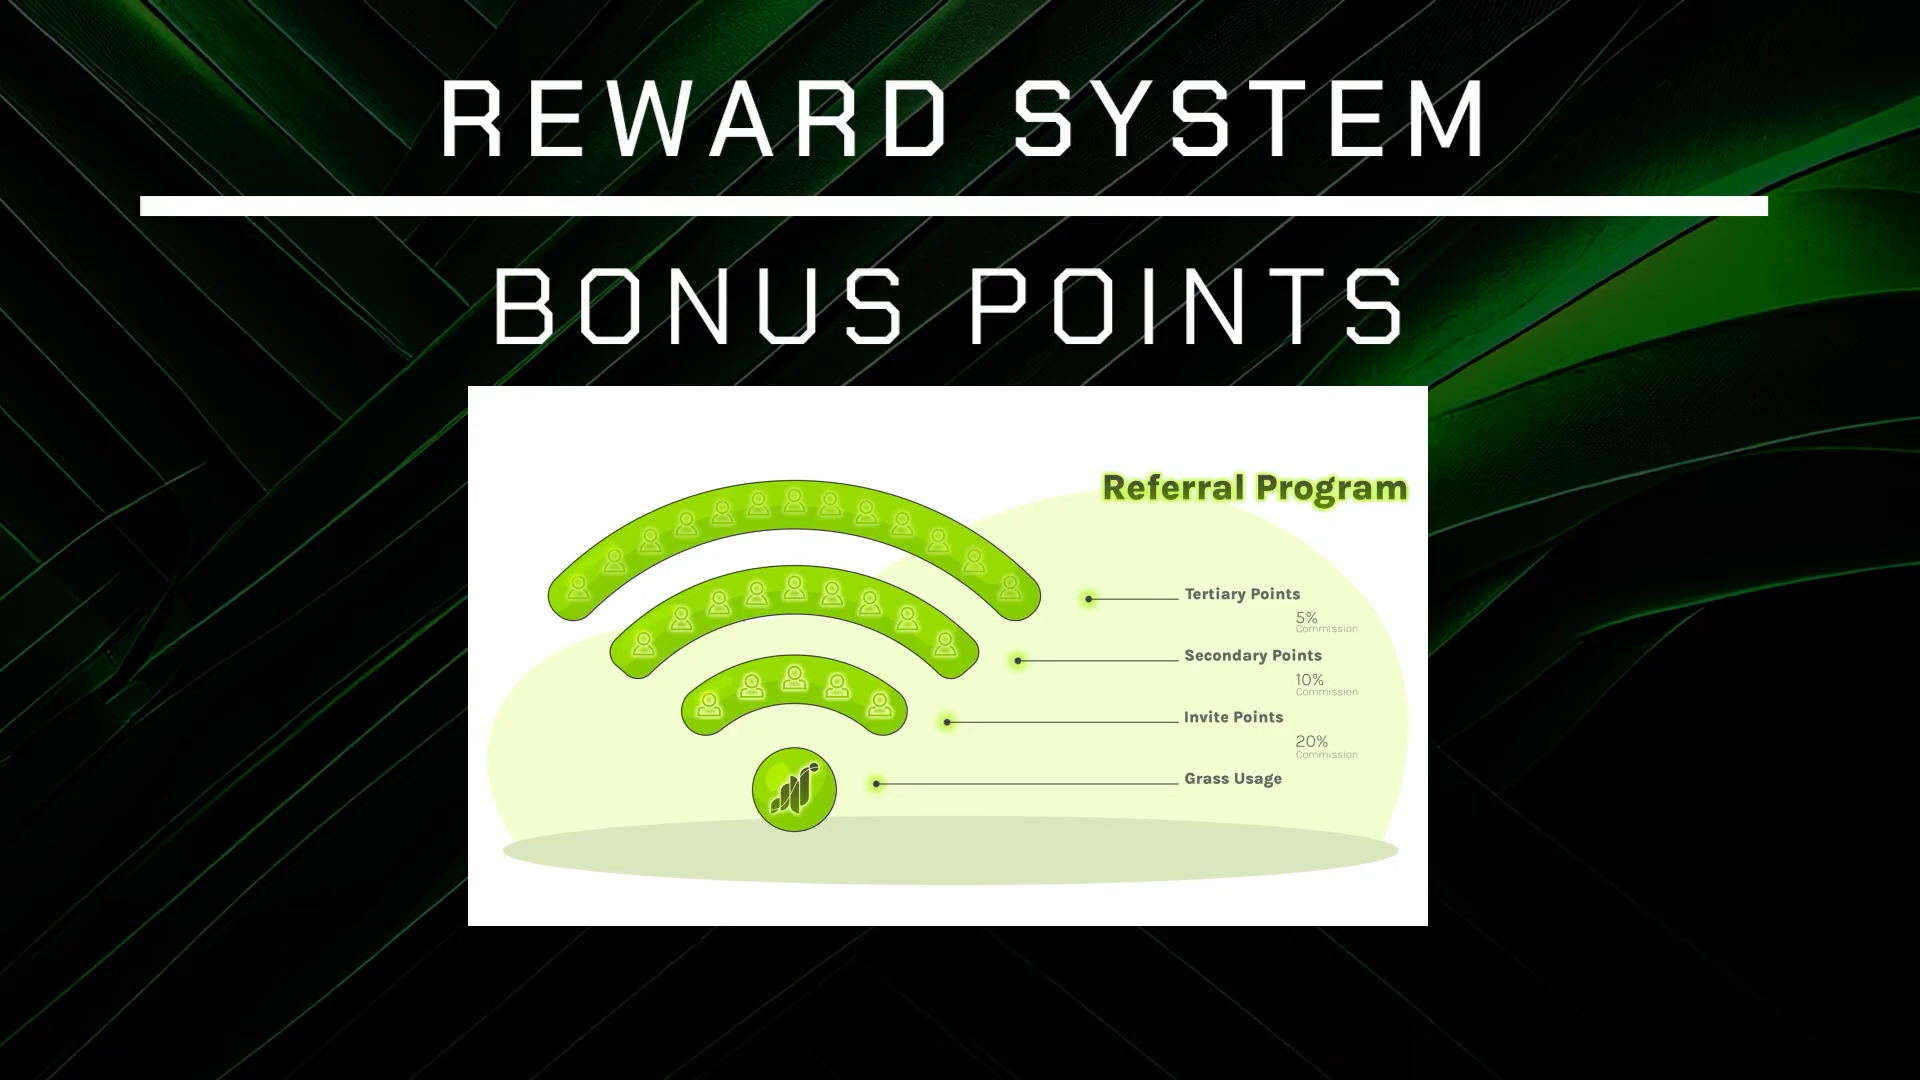 REWARD SYSTEM
BONUS POINTS
Referral Program
Tertiary Points
5%
Commission
Secondary Points
10%
Commission
Invite Points
20%
Commission
Grass Usage